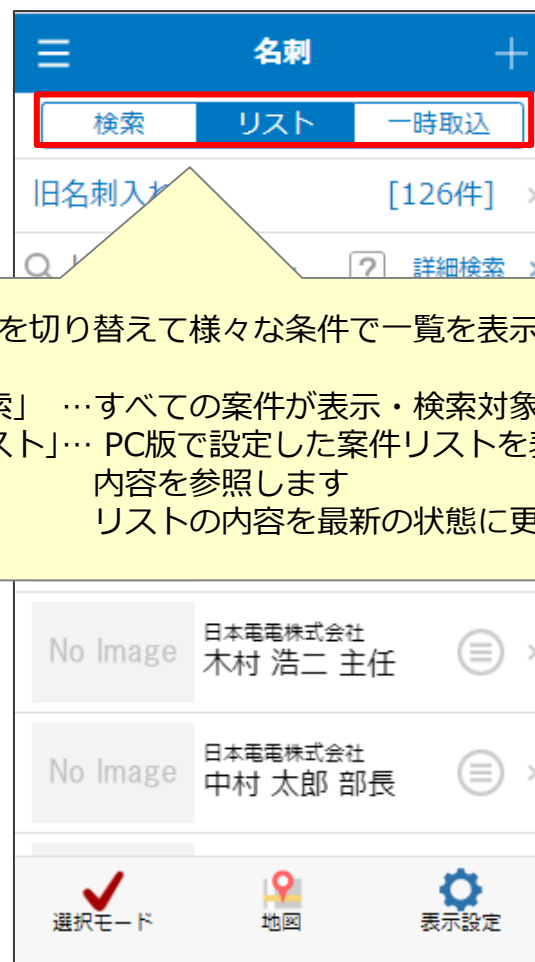 名刺
検索 リスト 一時取込
旧名刺入れ [126件]
詳細検索
を切り替えて様々な条件で一覧を表示
索」 …すべての案件が表示・検索対象
スト」… PC版で設定した案件リストを表
内容を参照します
リストの内容を最新の状態に更
No Image
日本電電株式会社
木村 浩二 主任
No Image
日本電電株式会社
中村 太郎 部長
選択モード 地図 表示設定